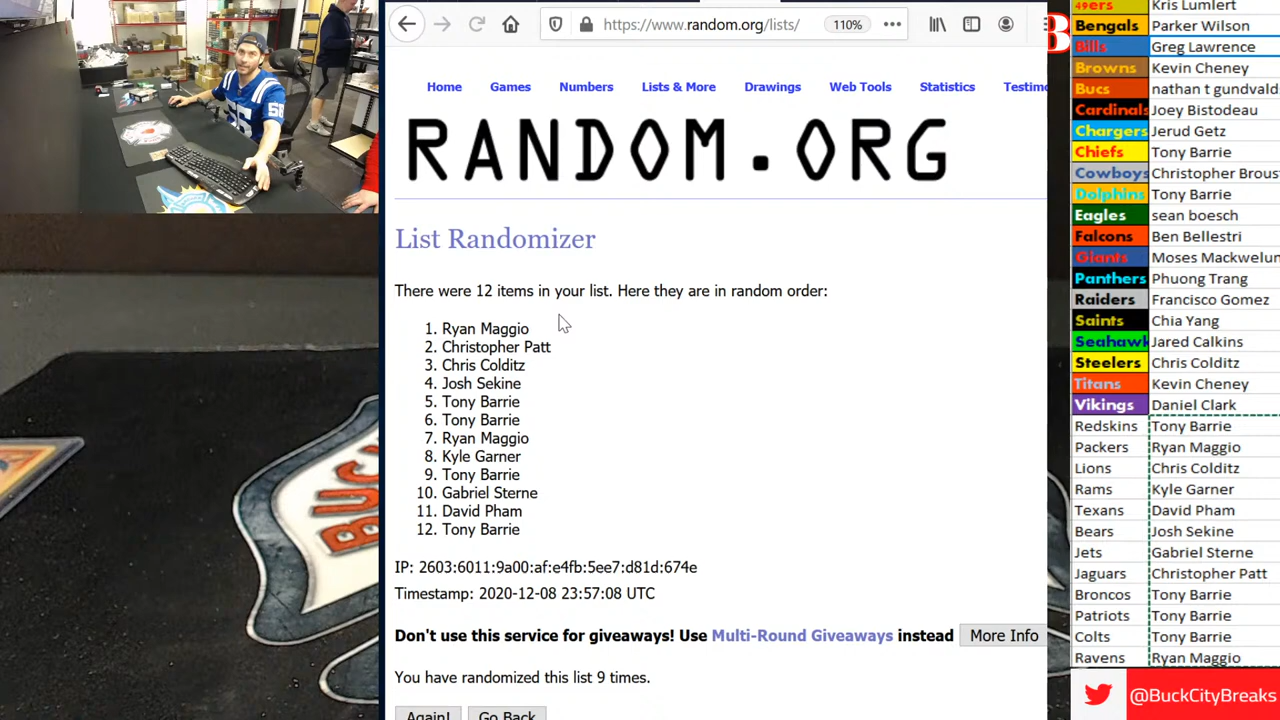 https://www.random.org/lists/
110%
Home
Games
Numbers
Lists & More
Drawings
Web Tools
Statistics
Testimo
RANDOM.ORG
List Randomizer
There were 12 items in your list. Here they are in random order:
1. Ryan Maggio
2. Christopher Patt
3. Chris Colditz
4. Josh Sekine
5. Tony Barrie
6. Tony Barrie
7. Ryan Maggio
8. Kyle Garner
9. Tony Barrie
10. Gabriel Sterne
11. David Pham
12. Tony Barrie
IP: 2603:6011:9a00:af:e4fb:5ee7:d81d:674e
Timestamp: 2020-12-08 23:57:08 UTC
Don't use this service for giveaways! Use Multi-Round Giveaways instead
More Info
You have randomized this list 9 times.
Again!
Go Back
49ers Kris Lumlert
Bengals Parker Wilson
Bills Greg Lawrence
Browns Kevin Cheney
Bucs nathan t gundvald
Cardinals Joey Bistodeau
Chargers Jerud Getz
Chiefs Tony Barrie
Cowboys Christopher Brous
Dolphins Tony Barrie
Eagles sean boesch
Falcons Ben Bellestri
Giants Moses Mackwelun
Panthers Phuong Trang
Raiders Francisco Gomez
Saints Chia Yang
Seahawk Jared Calkins
Steelers Chris Colditz
Titans Kevin Cheney
Vikings Daniel Clark
Redskins Tony Barrie
Packers Ryan Maggio
Lions Chris Colditz
Rams Kyle Garner
Texans David Pham
Bears Josh Sekine
Jets Gabriel Sterne
Jaguars Christopher Patt
Broncos Tony Barrie
Patriots Tony Barrie
Colts Tony Barrie
Ravens Ryan Maggio
@BuckCityBreaks
BUC